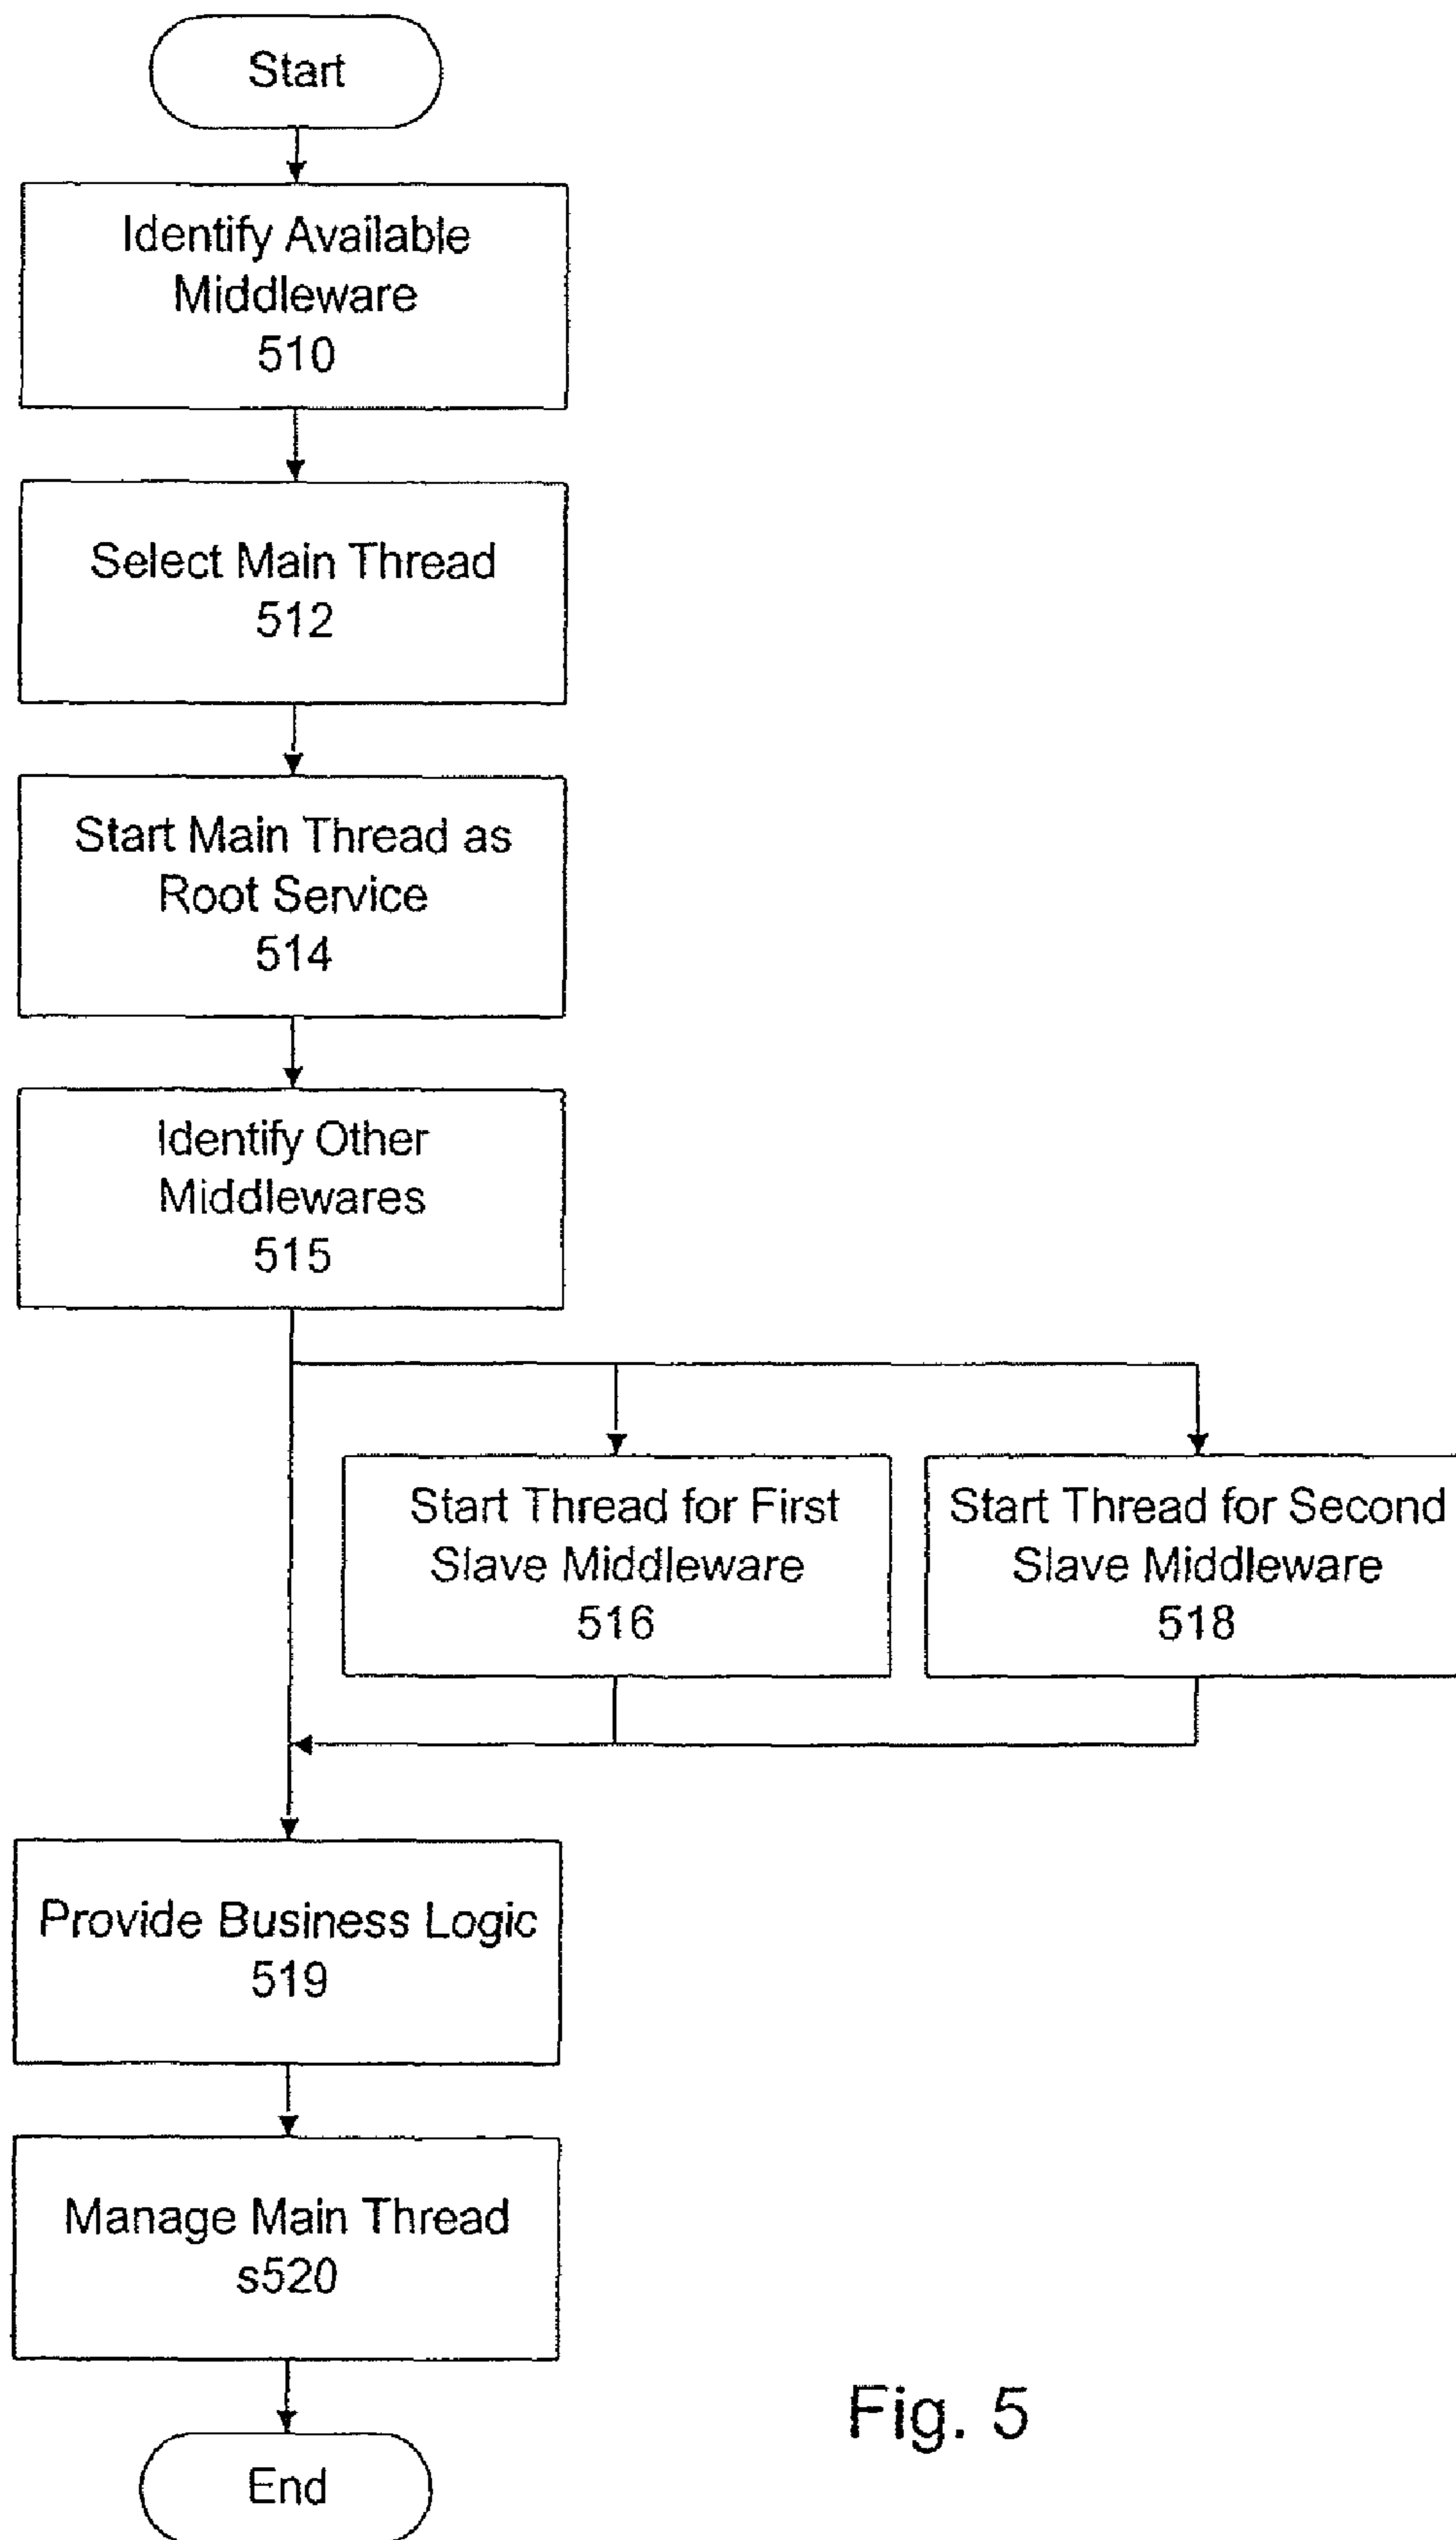 Start
Identify Available
Middleware
510
Select Main Thread
512
Start Main Thread as
Root Service
514
Identify Other
Middlewares
515
Start Thread for First
Slave Middleware
516
Start Thread for Second
Slave Middleware
518
Provide Business Logic
519
Manage Main Thread
s520
End
Fig. 5